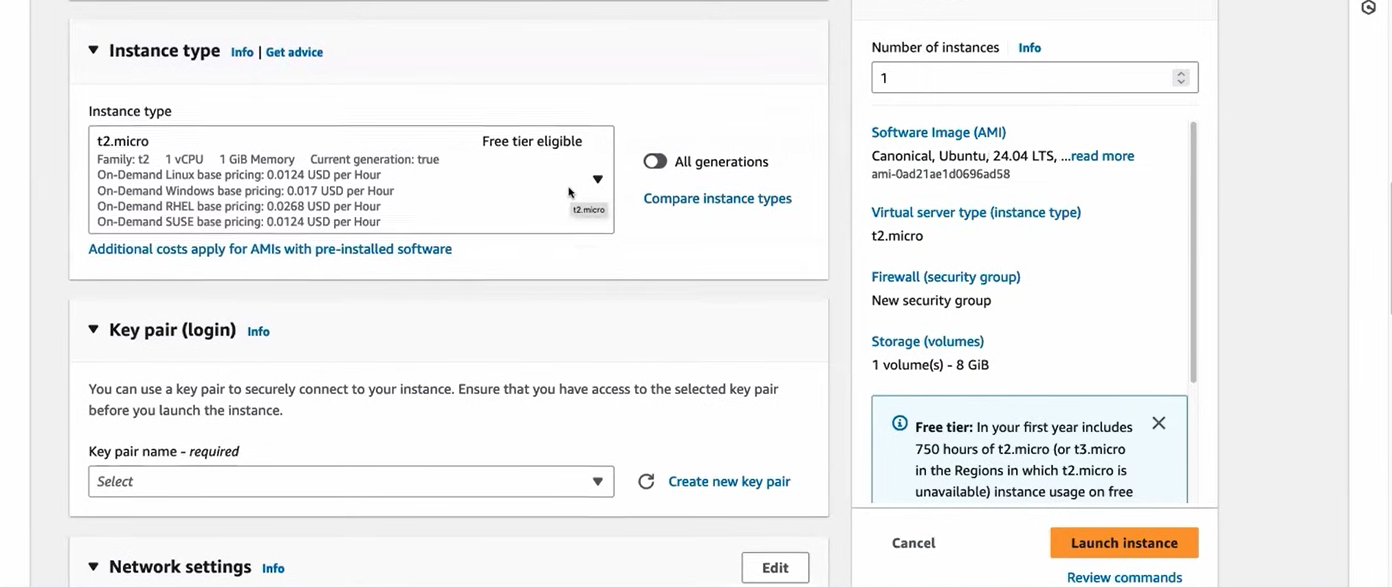 Instance type Info | Get advice
Instance type
t2.micro Free tier eligible
Family: t2 1 vCPU 1 GiB Memory Current generation: true
On-Demand Linux base pricing: 0.0124 USD per Hour
On-Demand Windows base pricing: 0.017 USD per Hour
On-Demand RHEL base pricing: 0.0268 USD per Hour
On-Demand SUSE base pricing: 0.0124 USD per Hour
t2.micro
All generations
Compare instance types
Additional costs apply for AMIs with pre-installed software
Key pair (login) Info
You can use a key pair to securely connect to your instance. Ensure that you have access to the selected key pair
before you launch the instance.
Key pair name - required
Select
Create new key pair
Network settings Info
Edit
Number of instances Info
1
Software Image (AMI)
Canonical, Ubuntu, 24.04 LTS, ...read more
ami-0ad21ae1d0696ad58
Virtual server type (instance type)
t2.micro
Firewall (security group)
New security group
Storage (volumes)
1 volume(s) - 8 GiB
Free tier: In your first year includes
750 hours of t2.micro (or t3.micro
in the Regions in which t2.micro is
unavailable) instance usage on free
Cancel
Launch instance
Review commands